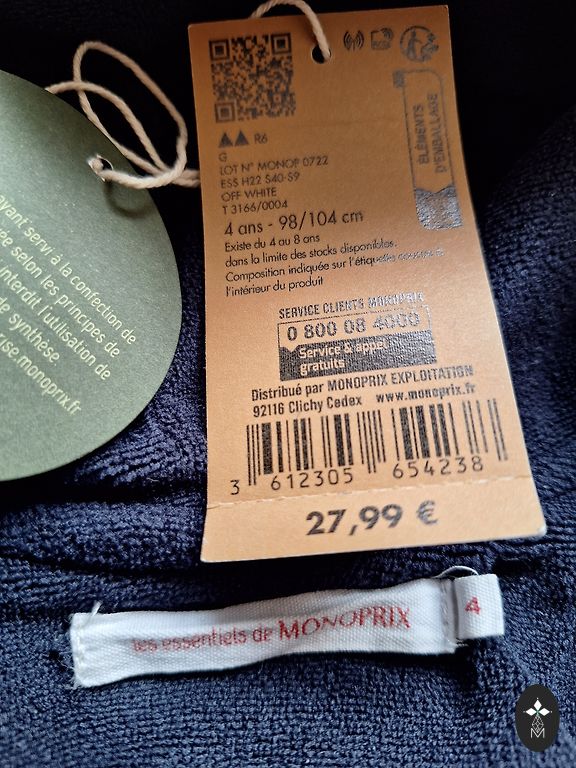 R6
G
LOT N° MONOP 0722
ESS H22 S40-S9
OFF WHITE
T 3166/0004
4 ans - 98/104 cm
Existe du 4 au 8 ans
dans la limite des stocks disponibles.
Composition indiquée sur l'étiquette cousue à
l'intérieur du produit
ÉLÉMENTS
D'EMBALLAGE
SERVICE CLIENTS MONOPRIX
0 800 08 4000
Service & appel
gratuits
Distribué par MONOPRIX EXPLOITATION
92116 Clichy Cedex www.monoprix.fr
3 612305 654238
27,99 €
ayant servi à la confection de
selon les principes de
interdit l'utilisation de
de synthèse
.monoprix.fr
les essentiels de MONOPRIX
4
M